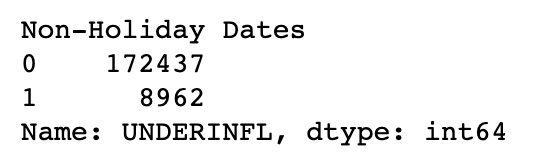 Non-Holiday Dates
0    172437
1      8962
Name: UNDERINFL, dtype: int64